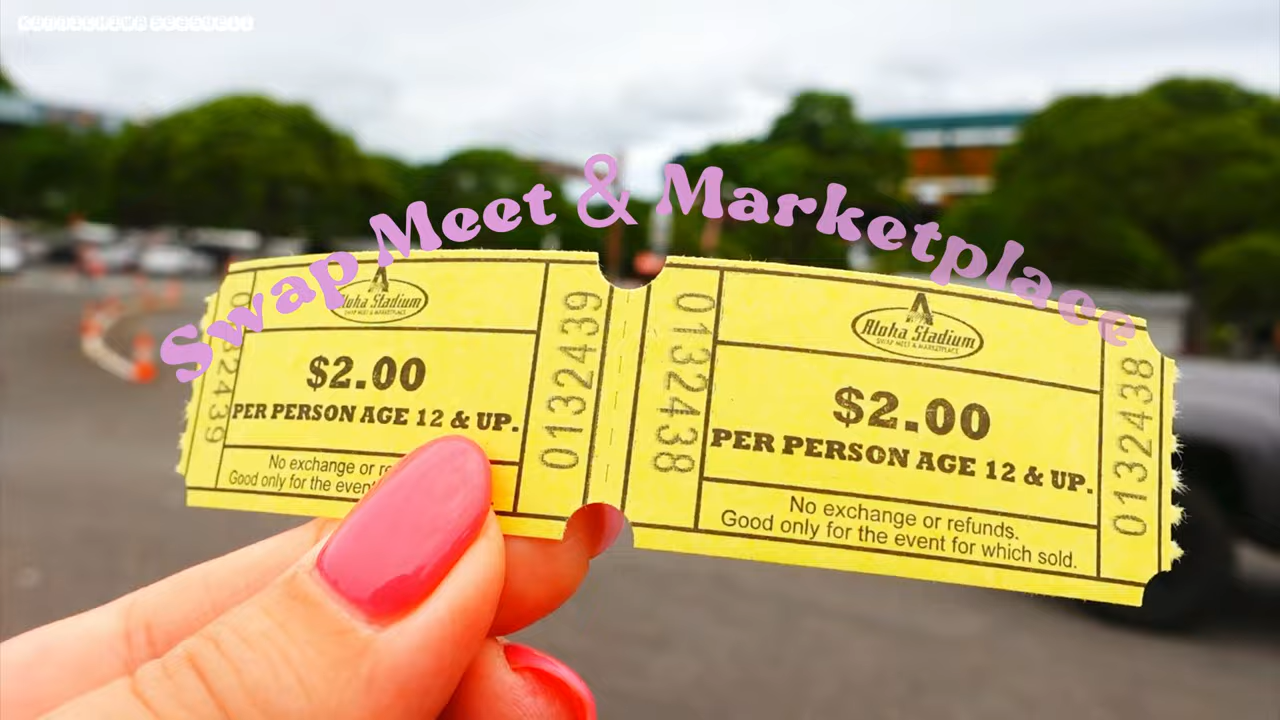 Swap Meet & Marketplace
Aloha Stadium
SWAP MEET & MARKETPLACE
$2.00
PER PERSON AGE 12 & UP.
No exchange or re
Good only for the event
0132439
0132439
Aloha Stadium
SWAP MEET & MARKETPLACE
$2.00
PER PERSON AGE 12 & UP.
No exchange or refunds.
Good only for the event for which sold.
0132438
0132438